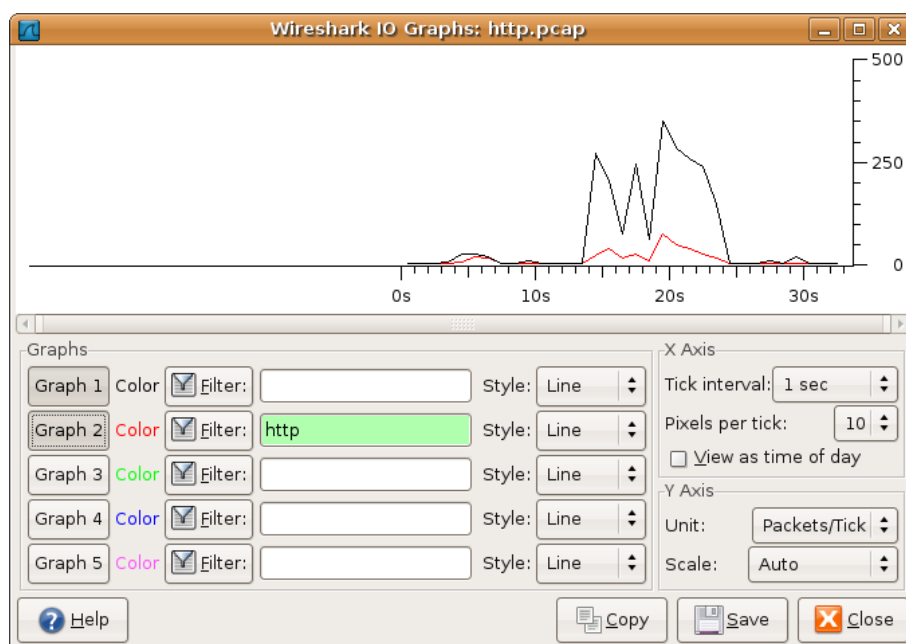 Wireshark IO Graphs: http.pcap
500
250
0
0s 10s 20s 30s
Graphs
Graph 1 Color Filter: Style: Line
Graph 2 Color Filter: http Style: Line
Graph 3 Color Filter: Style: Line
Graph 4 Color Filter: Style: Line
Graph 5 Color Filter: Style: Line
X Axis
Tick interval: 1 sec
Pixels per tick: 10
View as time of day
Y Axis
Unit: Packets/Tick
Scale: Auto
Help Copy Save Close